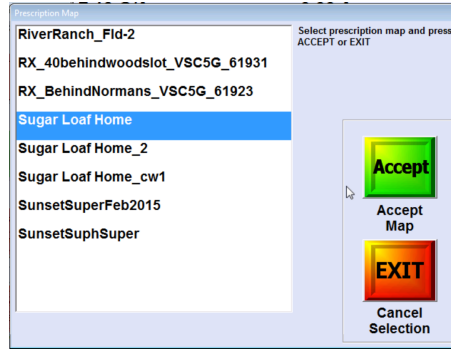 Prescription Map
RiverRanch_Fld-2
RX_40behindwoodslot_VSC5G_61931
RX_BehindNormans_VSC5G_61923
Sugar Loaf Home
Sugar Loaf Home_2
Sugar Loaf Home_cw1
SunsetSuperFeb2015
SunsetSuphSuper
Select prescription map and press
ACCEPT or EXIT
Accept
Accept
Map
EXIT
Cancel
Selection